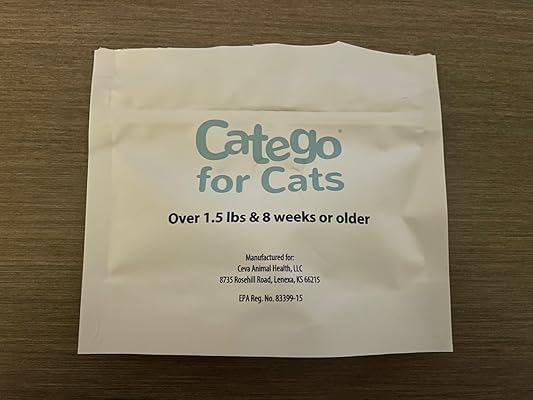 Catego®
for Cats
Over 1.5 lbs & 8 weeks or older
Manufactured for:
Ceva Animal Health, LLC
8735 Rosehill Road, Lenexa, KS 66215
EPA Reg. No. 83399-15